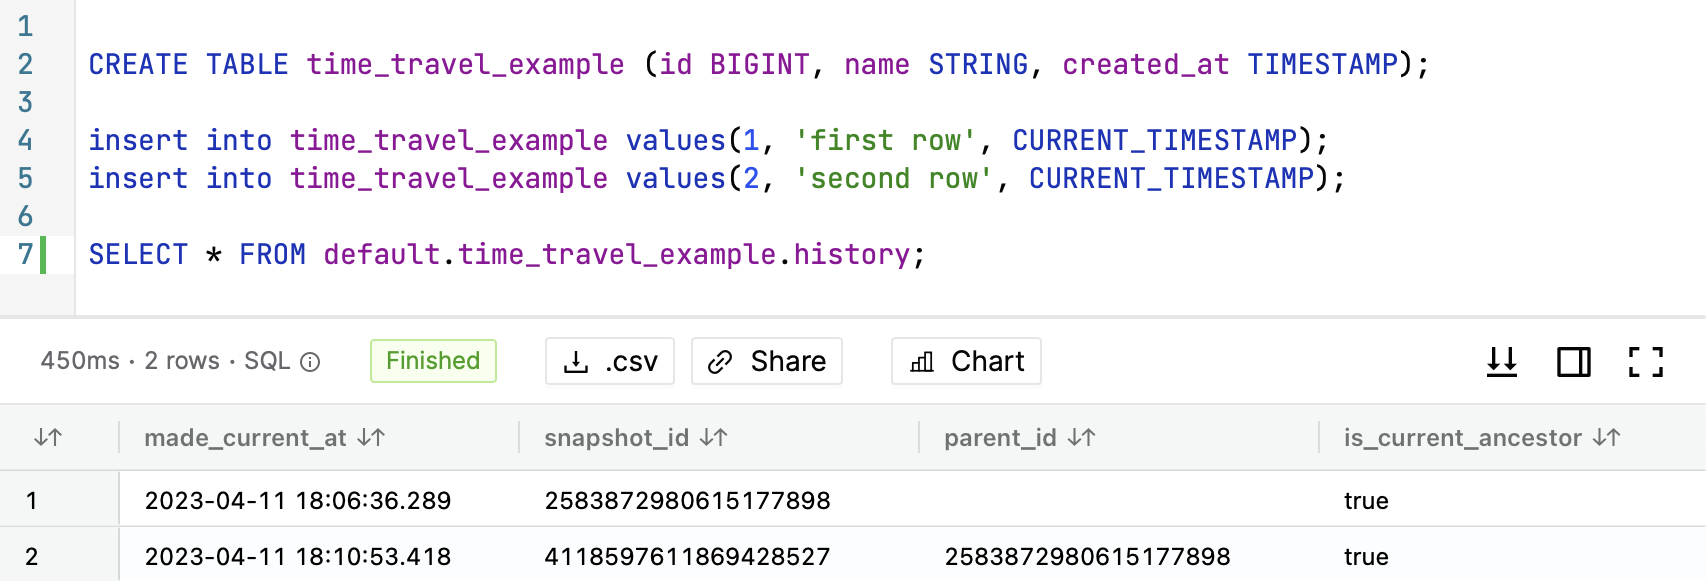 1
2 CREATE TABLE time_travel_example (id BIGINT, name STRING, created_at TIMESTAMP);
3
4 insert into time_travel_example values(1, 'first row', CURRENT_TIMESTAMP);
5 insert into time_travel_example values(2, 'second row', CURRENT_TIMESTAMP);
6
7 SELECT * FROM default.time_travel_example.history;
450ms · 2 rows · SQL Finished .csv Share Chart
made_current_at snapshot_id parent_id is_current_ancestor
1 2023-04-11 18:06:36.289 2583872980615177898 true
2 2023-04-11 18:10:53.418 4118597611869428527 2583872980615177898 true